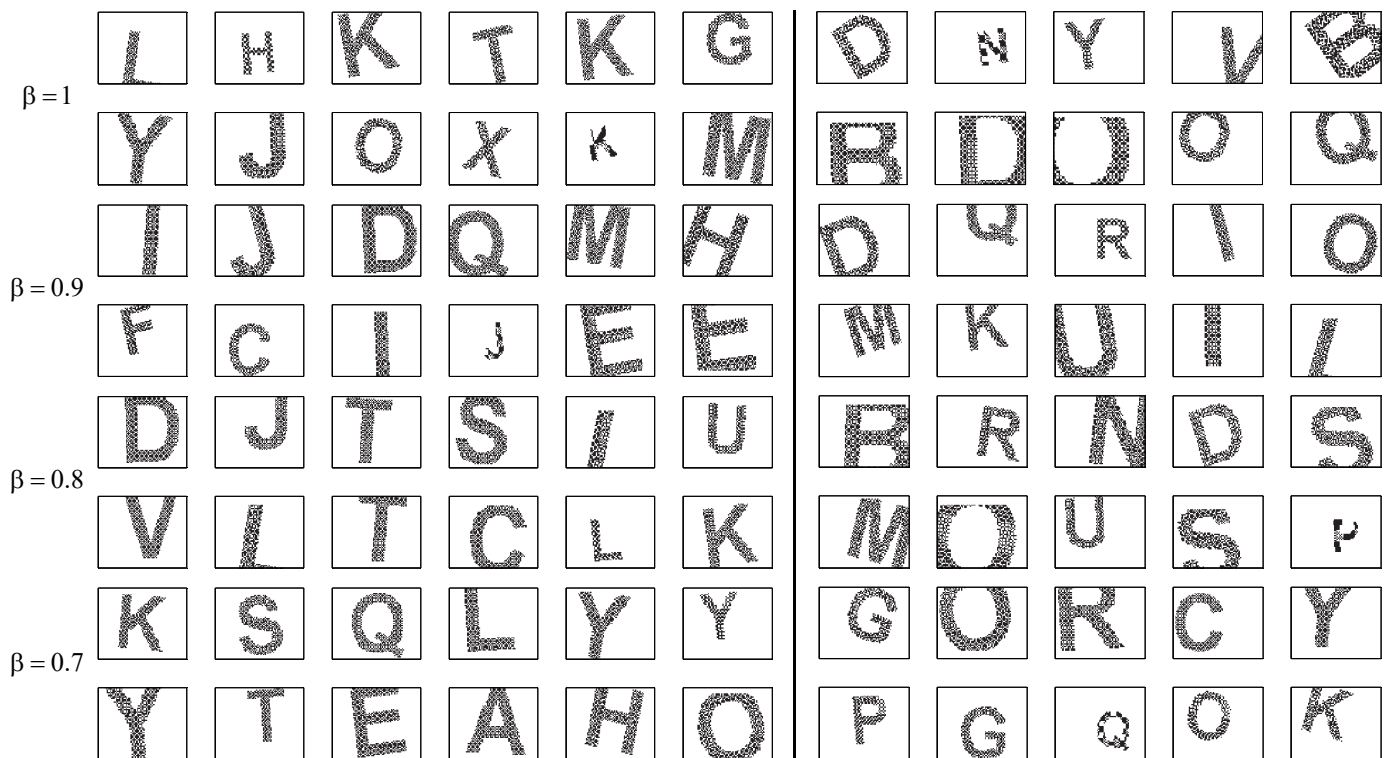 L H K T K G D N Y V B
β = 1
Y J O X K M R D O O Q
I J D Q M H D Q R I O
β = 0.9
F C I J E E M K U I L
D J T S I U R R N D S
β = 0.8
V L T C L K M O U S P
K S Q L Y Y G O R C Y
β = 0.7
Y T E A H O P G Q O K